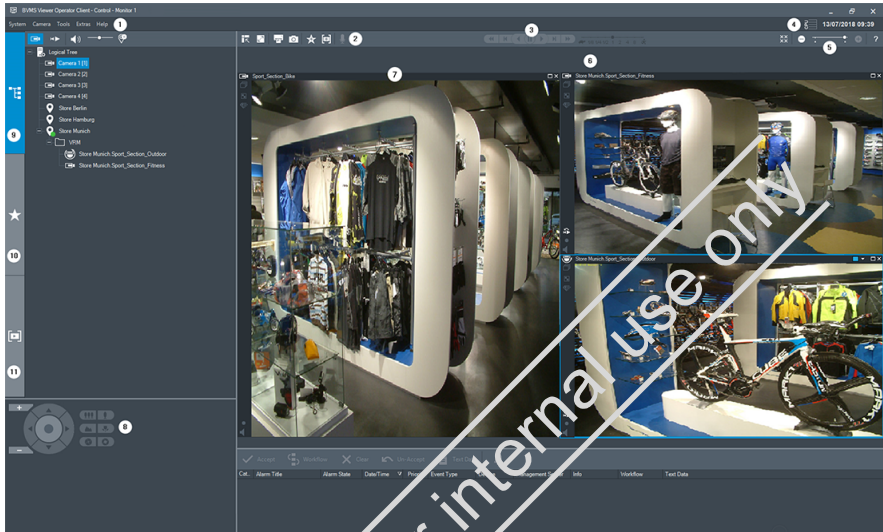 BVMS Viewer Operator Client - Control - Monitor 1
System Camera Tools Extras Help 1
4 13/07/2018 09:39
2
3
5
?
6
Logical Tree
Camera 1 [1]
Camera 2 [2]
Camera 3 [3]
Camera 4 [4]
Store Berlin
Store Hamburg
Store Munich
VRM
Store Munich.Sport_Section_Outdoor
Store Munich.Sport_Section_Fitness
9
10
11
8
Sport_Section_Bike
7
Store Munich.Sport_Section_Fitness
Store Munich.Sport_Section_Outdoor
CUBE
Accept Workflow Clear Un-Accept
Cat.. Alarm Title Alarm State Date/Time Event Type Info Workflow Text Data
internal use only